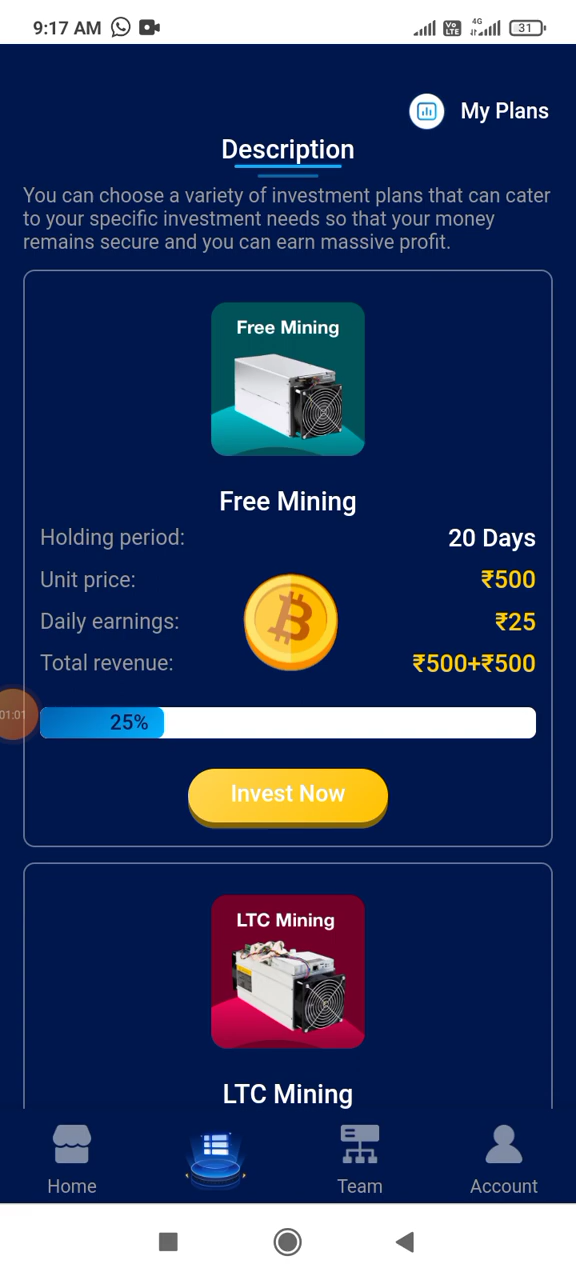 9:17 AM
Vo LTE
4G
31
My Plans
Description
You can choose a variety of investment plans that can cater
to your specific investment needs so that your money
remains secure and you can earn massive profit.
Free Mining
Free Mining
Holding period: 20 Days
Unit price: ₹500
Daily earnings: ₹25
Total revenue: ₹500+₹500
01:01
25%
Invest Now
LTC Mining
LTC Mining
Home
Team
Account